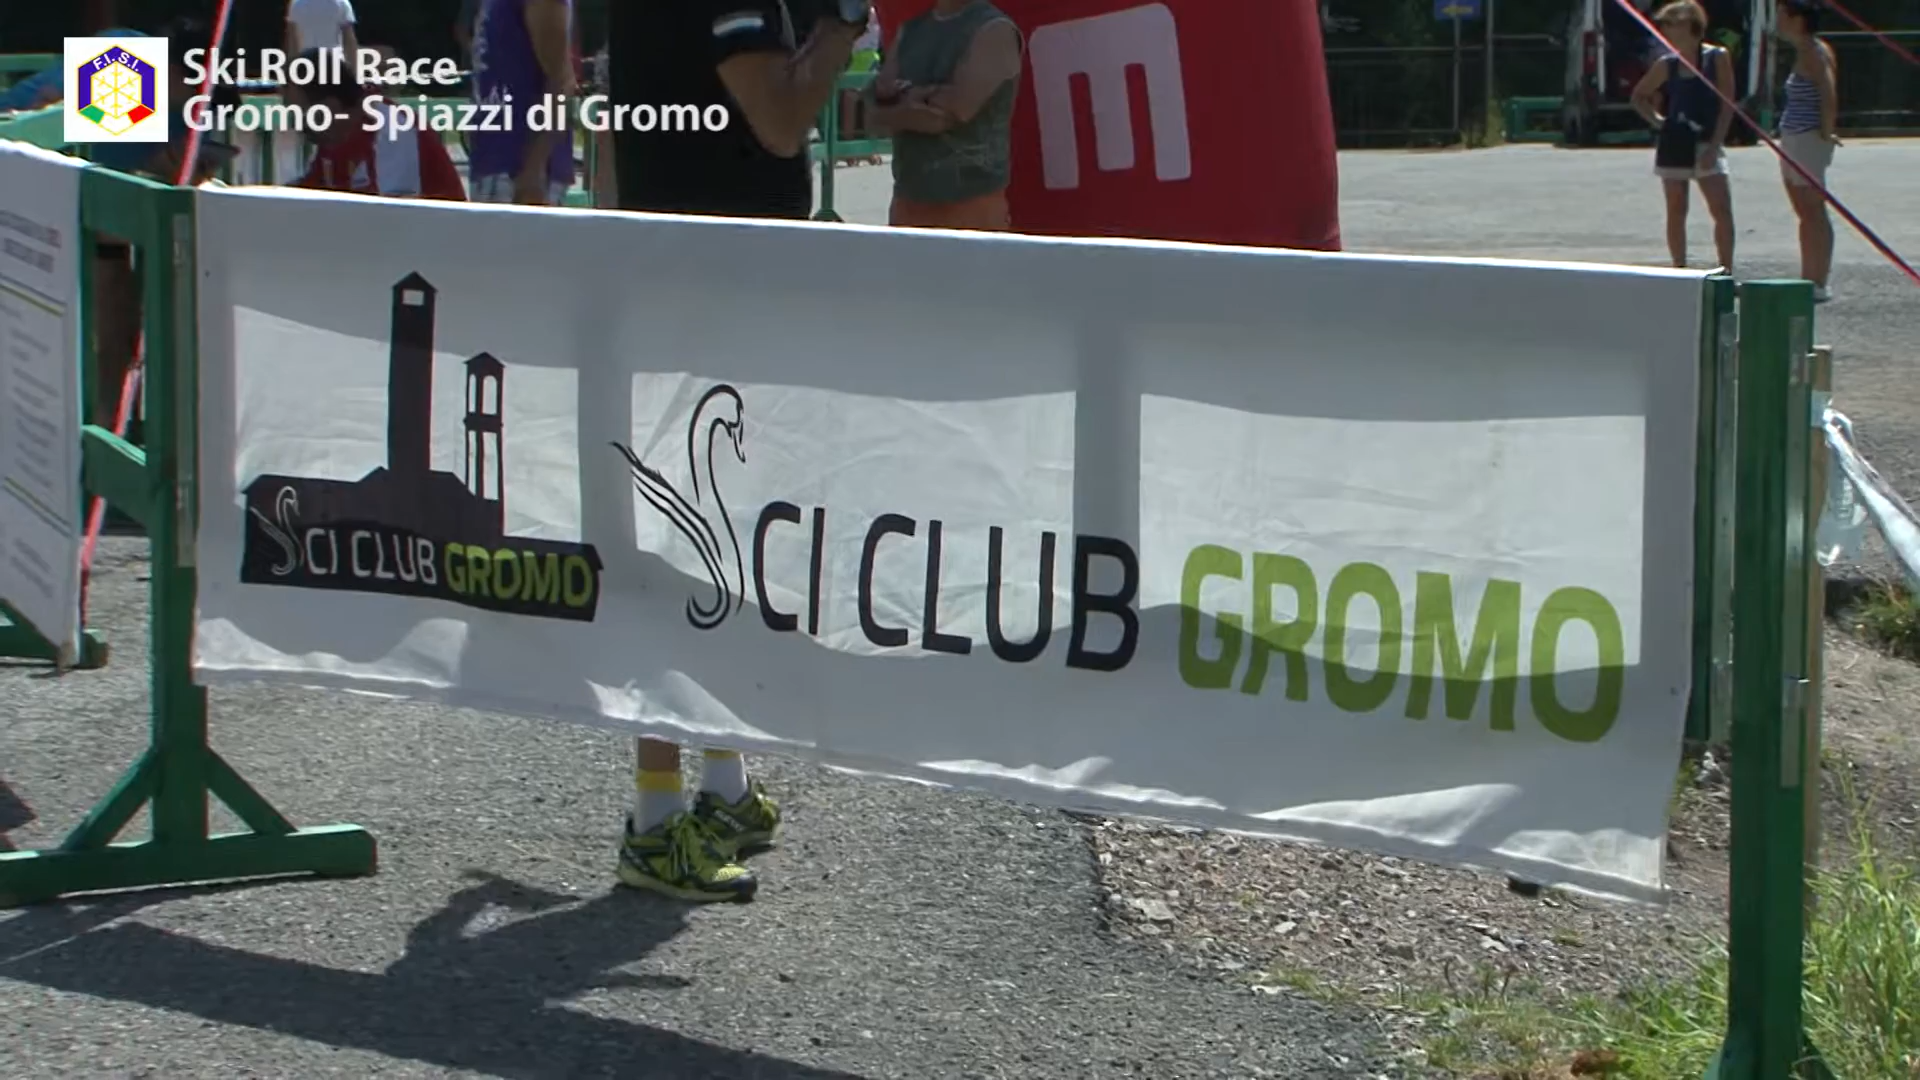 F.I.S.I.
Ski Roll Race
Gromo- Spiazzi di Gromo
E
SCI CLUB GROMO
SCI CLUB GROMO